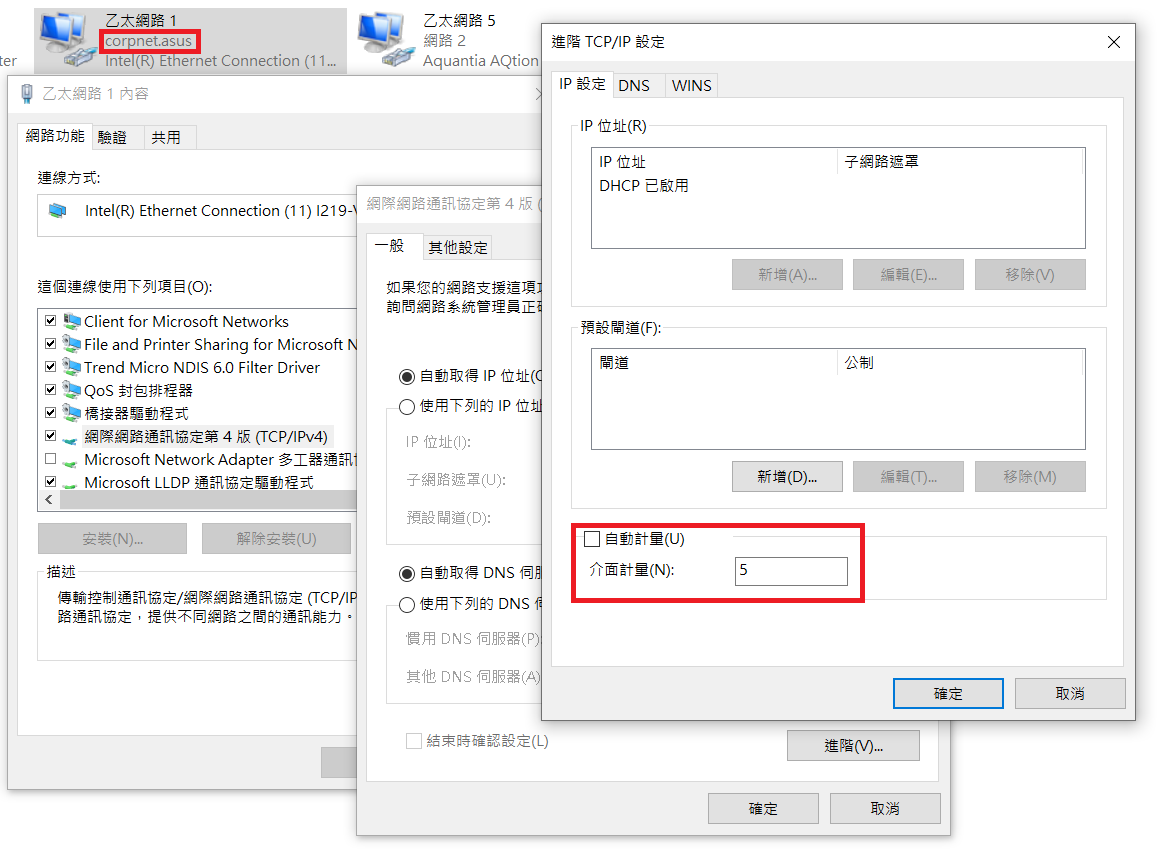 乙太網路 1
corpnet.asus
Intel(R) Ethernet Connection (11...
乙太網路 5
網路 2
Aquantia AQtion
ter
乙太網路 1 內容
網路功能
驗證
共用
連線方式:
Intel(R) Ethernet Connection (11) I219-V
這個連線使用下列項目(O):
Client for Microsoft Networks
File and Printer Sharing for Microsoft N
Trend Micro NDIS 6.0 Filter Driver
QoS 封包排程器
橋接器驅動程式
網際網路通訊協定第 4 版 (TCP/IPv4)
Microsoft Network Adapter 多工器通訊
Microsoft LLDP 通訊協定驅動程式
安裝(N)...
解除安裝(U)
描述
傳輸控制通訊協定/網際網路通訊協定 (TCP/IP
路通訊協定，提供不同網路之間的通訊能力。
網際網路通訊協定第 4 版 (
一般
其他設定
如果您的網路支援這項
詢問網路系統管理員正
自動取得 IP 位址(O
使用下列的 IP 位址
IP 位址(I):
子網路遮罩(U):
預設閘道(D):
自動取得 DNS 伺服
使用下列的 DNS 伺
慣用 DNS 伺服器(P):
其他 DNS 伺服器(A)
結束時確認設定(L)
進階(V)...
確定
取消
進階 TCP/IP 設定
IP 設定
DNS
WINS
IP 位址(R)
IP 位址
子網路遮罩
DHCP 已啟用
新增(A)...
編輯(E)...
移除(V)
預設閘道(F):
閘道
公制
新增(D)...
編輯(T)...
移除(M)
自動計量(U)
介面計量(N):
5
確定
取消